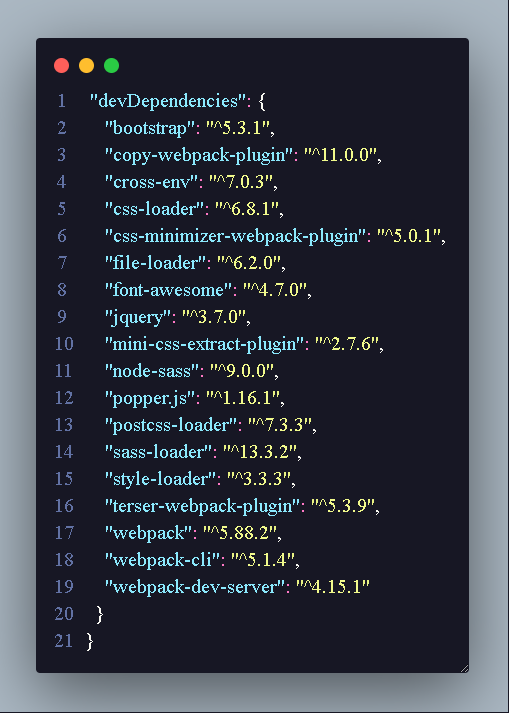 1 "devDependencies": {
2 "bootstrap": "^5.3.1",
3 "copy-webpack-plugin": "^11.0.0",
4 "cross-env": "^7.0.3",
5 "css-loader": "^6.8.1",
6 "css-minimizer-webpack-plugin": "^5.0.1",
7 "file-loader": "^6.2.0",
8 "font-awesome": "^4.7.0",
9 "jquery": "^3.7.0",
10 "mini-css-extract-plugin": "^2.7.6",
11 "node-sass": "^9.0.0",
12 "popper.js": "^1.16.1",
13 "postcss-loader": "^7.3.3",
14 "sass-loader": "^13.3.2",
15 "style-loader": "^3.3.3",
16 "terser-webpack-plugin": "^5.3.9",
17 "webpack": "^5.88.2",
18 "webpack-cli": "^5.1.4",
19 "webpack-dev-server": "^4.15.1"
20 }
21 }